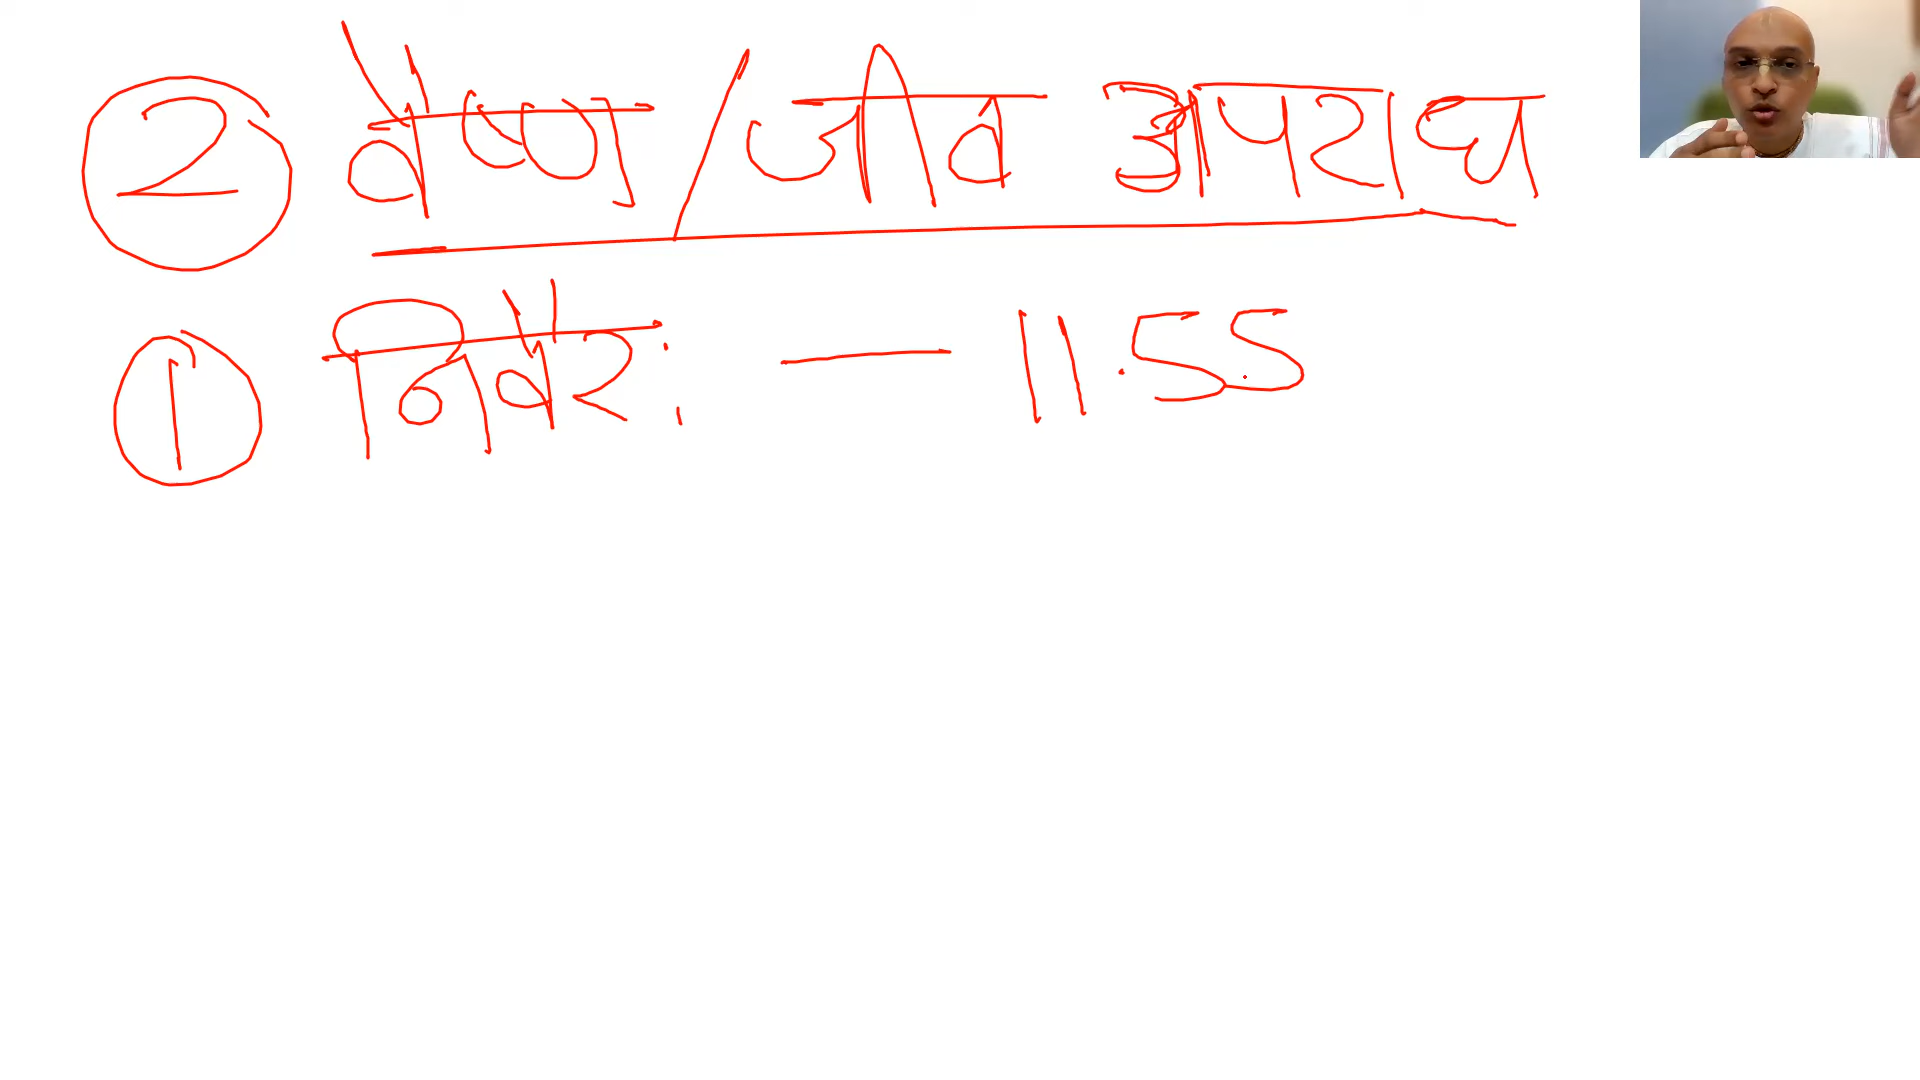 ② वैष्णव / जीव अपराध
① निर्वैरः — 11.55